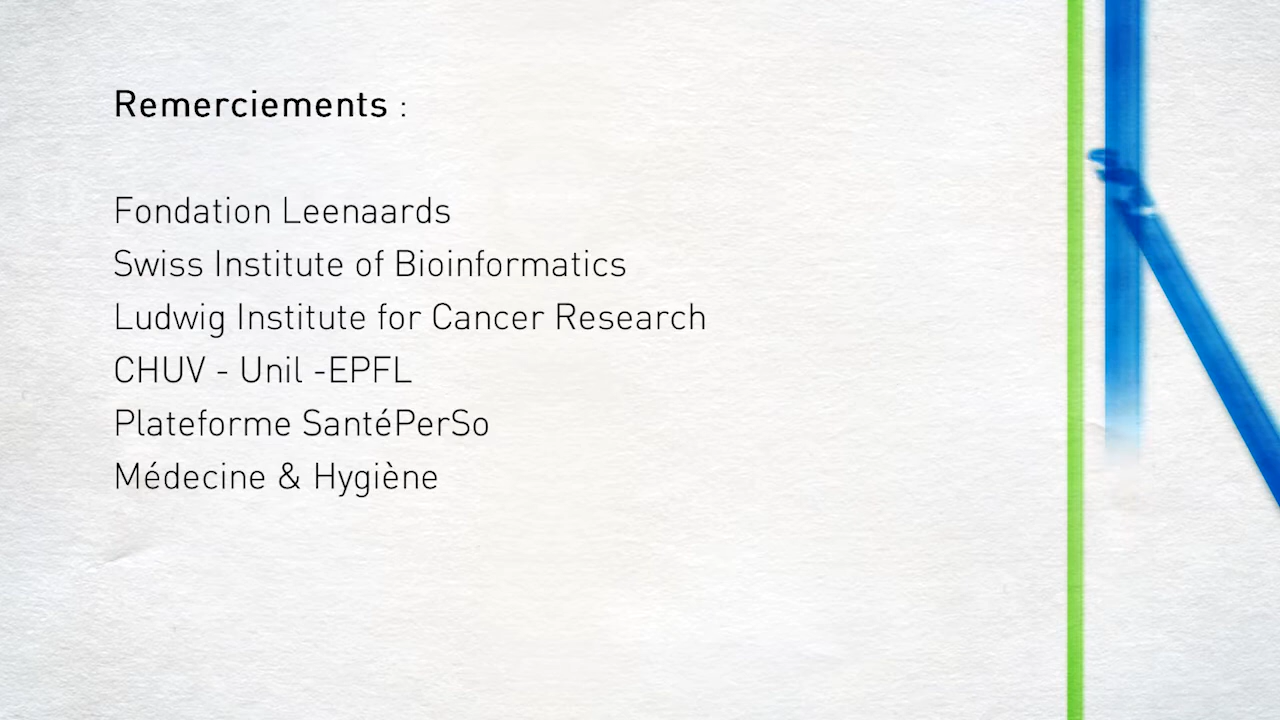 Remerciements :
Fondation Leenaards
Swiss Institute of Bioinformatics
Ludwig Institute for Cancer Research
CHUV - Unil -EPFL
Plateforme SantéPerSo
Médecine & Hygiène